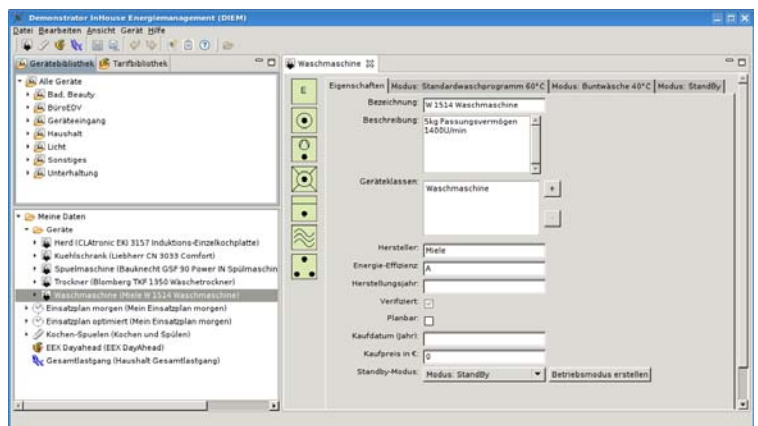 Demonstrator InHouse Energiemanagement (DIEM)
Datei Bearbeiten Ansicht Gerät Hilfe
Gerätebibliothek Tarifbibliothek
Alle Geräte
Bad, Beauty
BüroEDV
Geräteeingang
Haushalt
Licht
Sonstiges
Unterhaltung
Meine Daten
Geräte
Herd (CLAtronic EKI 3157 Induktions-Einzelkochplatte)
Kuehlschrank (Liebherr CN 3033 Comfort)
Spuelmaschine (Bauknecht GSF 90 Power IN Spülmaschin
Trockner (Blomberg TKF 1350 Wäschetrockner)
Waschmaschine (Miele W 1514 Waschmaschine)
Einsatzplan morgen (Mein Einsatzplan morgen)
Einsatzplan optimiert (Mein Einsatzplan morgen)
Kochen-Spuelen (Kochen und Spülen)
EEX Dayahead (EEX DayAhead)
Gesamtlastgang (Haushalt Gesamtlastgang)
Waschmaschine
E
Eigenschaften Modus: Standardwaschprogramm 60°C Modus: Buntwäsche 40°C Modus: StandBy
Bezeichnung: W 1514 Waschmaschine
Beschreibung: 5kg Fassungsvermögen
1400U/min
Geräteklassen: Waschmaschine
+
-
Hersteller: Miele
Energie-Effizienz: A
Herstellungsjahr:
Verifiziert:
Planbar:
Kaufdatum (Jahr):
Kaufpreis in €: 0
Standby-Modus: Modus: StandBy Betriebsmodus erstellen